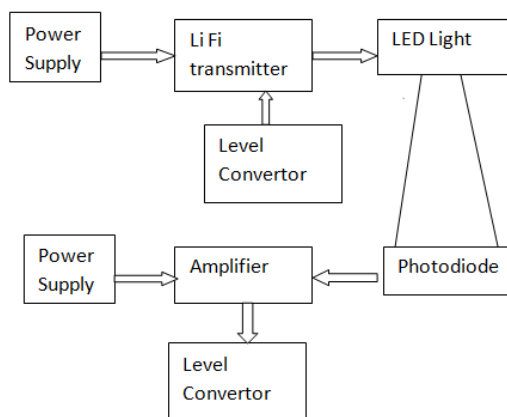 Power
Supply
Li Fi
transmitter
LED Light
Level
Convertor
Power
Supply
Amplifier
Photodiode
Level
Convertor